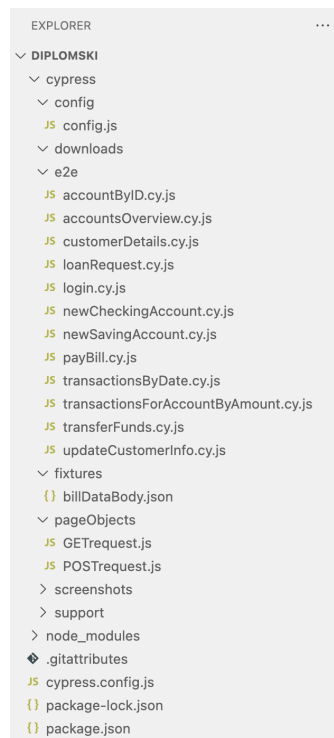 EXPLORER ...
DIPLOMSKI
cypress
config
JS config.js
downloads
e2e
JS accountByID.cy.js
JS accountsOverview.cy.js
JS customerDetails.cy.js
JS loanRequest.cy.js
JS login.cy.js
JS newCheckingAccount.cy.js
JS newSavingAccount.cy.js
JS payBill.cy.js
JS transactionsByDate.cy.js
JS transactionsForAccountByAmount.cy.js
JS transferFunds.cy.js
JS updateCustomerInfo.cy.js
fixtures
{ } billDataBody.json
pageObjects
JS GETrequest.js
JS POSTrequest.js
screenshots
support
node_modules
.gitattributes
JS cypress.config.js
{ } package-lock.json
{ } package.json